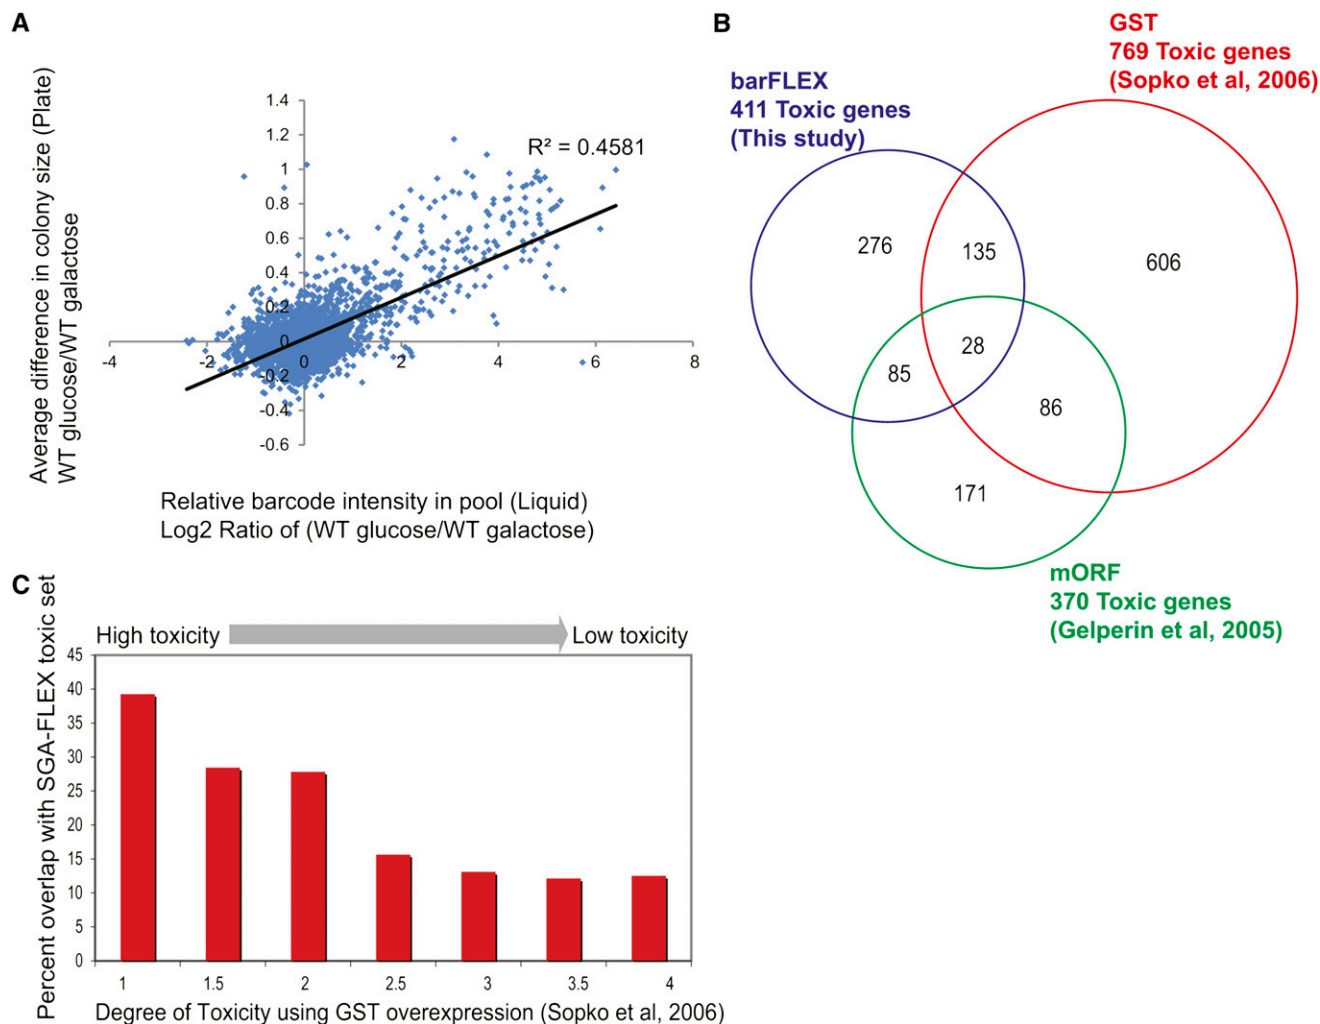 A
Average difference in colony size (Plate)
WT glucose/WT galactose
1.4
1.2
1
0.8
0.6
0.4
0.2
0
-0.2
-0.4
-0.6
-4
-2
0
2
4
6
8
R² = 0.4581
Relative barcode intensity in pool (Liquid)
Log2 Ratio of (WT glucose/WT galactose)
B
GST
769 Toxic genes
(Sopko et al, 2006)
barFLEX
411 Toxic genes
(This study)
276
135
606
28
85
86
171
mORF
370 Toxic genes
(Gelperin et al, 2005)
C
Percent overlap with SGA-FLEX toxic set
High toxicity
Low toxicity
45
40
35
30
25
20
15
10
5
0
1
1.5
2
2.5
3
3.5
4
Degree of Toxicity using GST overexpression (Sopko et al, 2006)